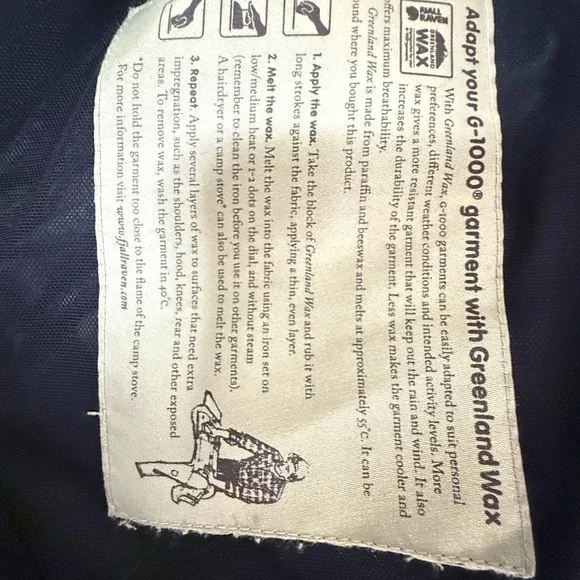 Adapt your G-1000® garment with Greenland Wax
FJÄLL
RÄVEN
GREENLAND
WAX
With Greenland Wax, G-1000 garments can be easily adapted to suit personal
preferences, different weather conditions and intended activity levels. More
wax gives a more resistant garment that will keep out the rain and wind. It also
increases the durability of the garment. Less wax makes the garment cooler and
offers maximum breathability.
Greenland Wax is made from paraffin and beeswax and melts at approximately 55°C. It can be
found where you bought this product.
1. Apply the wax. Take the block of Greenland Wax and rub it with
long strokes against the fabric, applying a thin, even layer.
2. Melt the wax. Melt the wax into the fabric using an iron set on
low/medium heat or 1-2 dots on the dial, and without steam
(remember to clean the iron before you use it on other garments).
A hairdryer or a camp stove* can also be used to melt the wax.
3. Repeat. Apply several layers of wax to surfaces that need extra
impregnation, such as the shoulders, hood, knees, rear and other exposed
areas. To remove wax, wash the garment in 40°C.
*Do not hold the garment too close to the flame of the camp stove.
For more information visit www.fjallraven.com